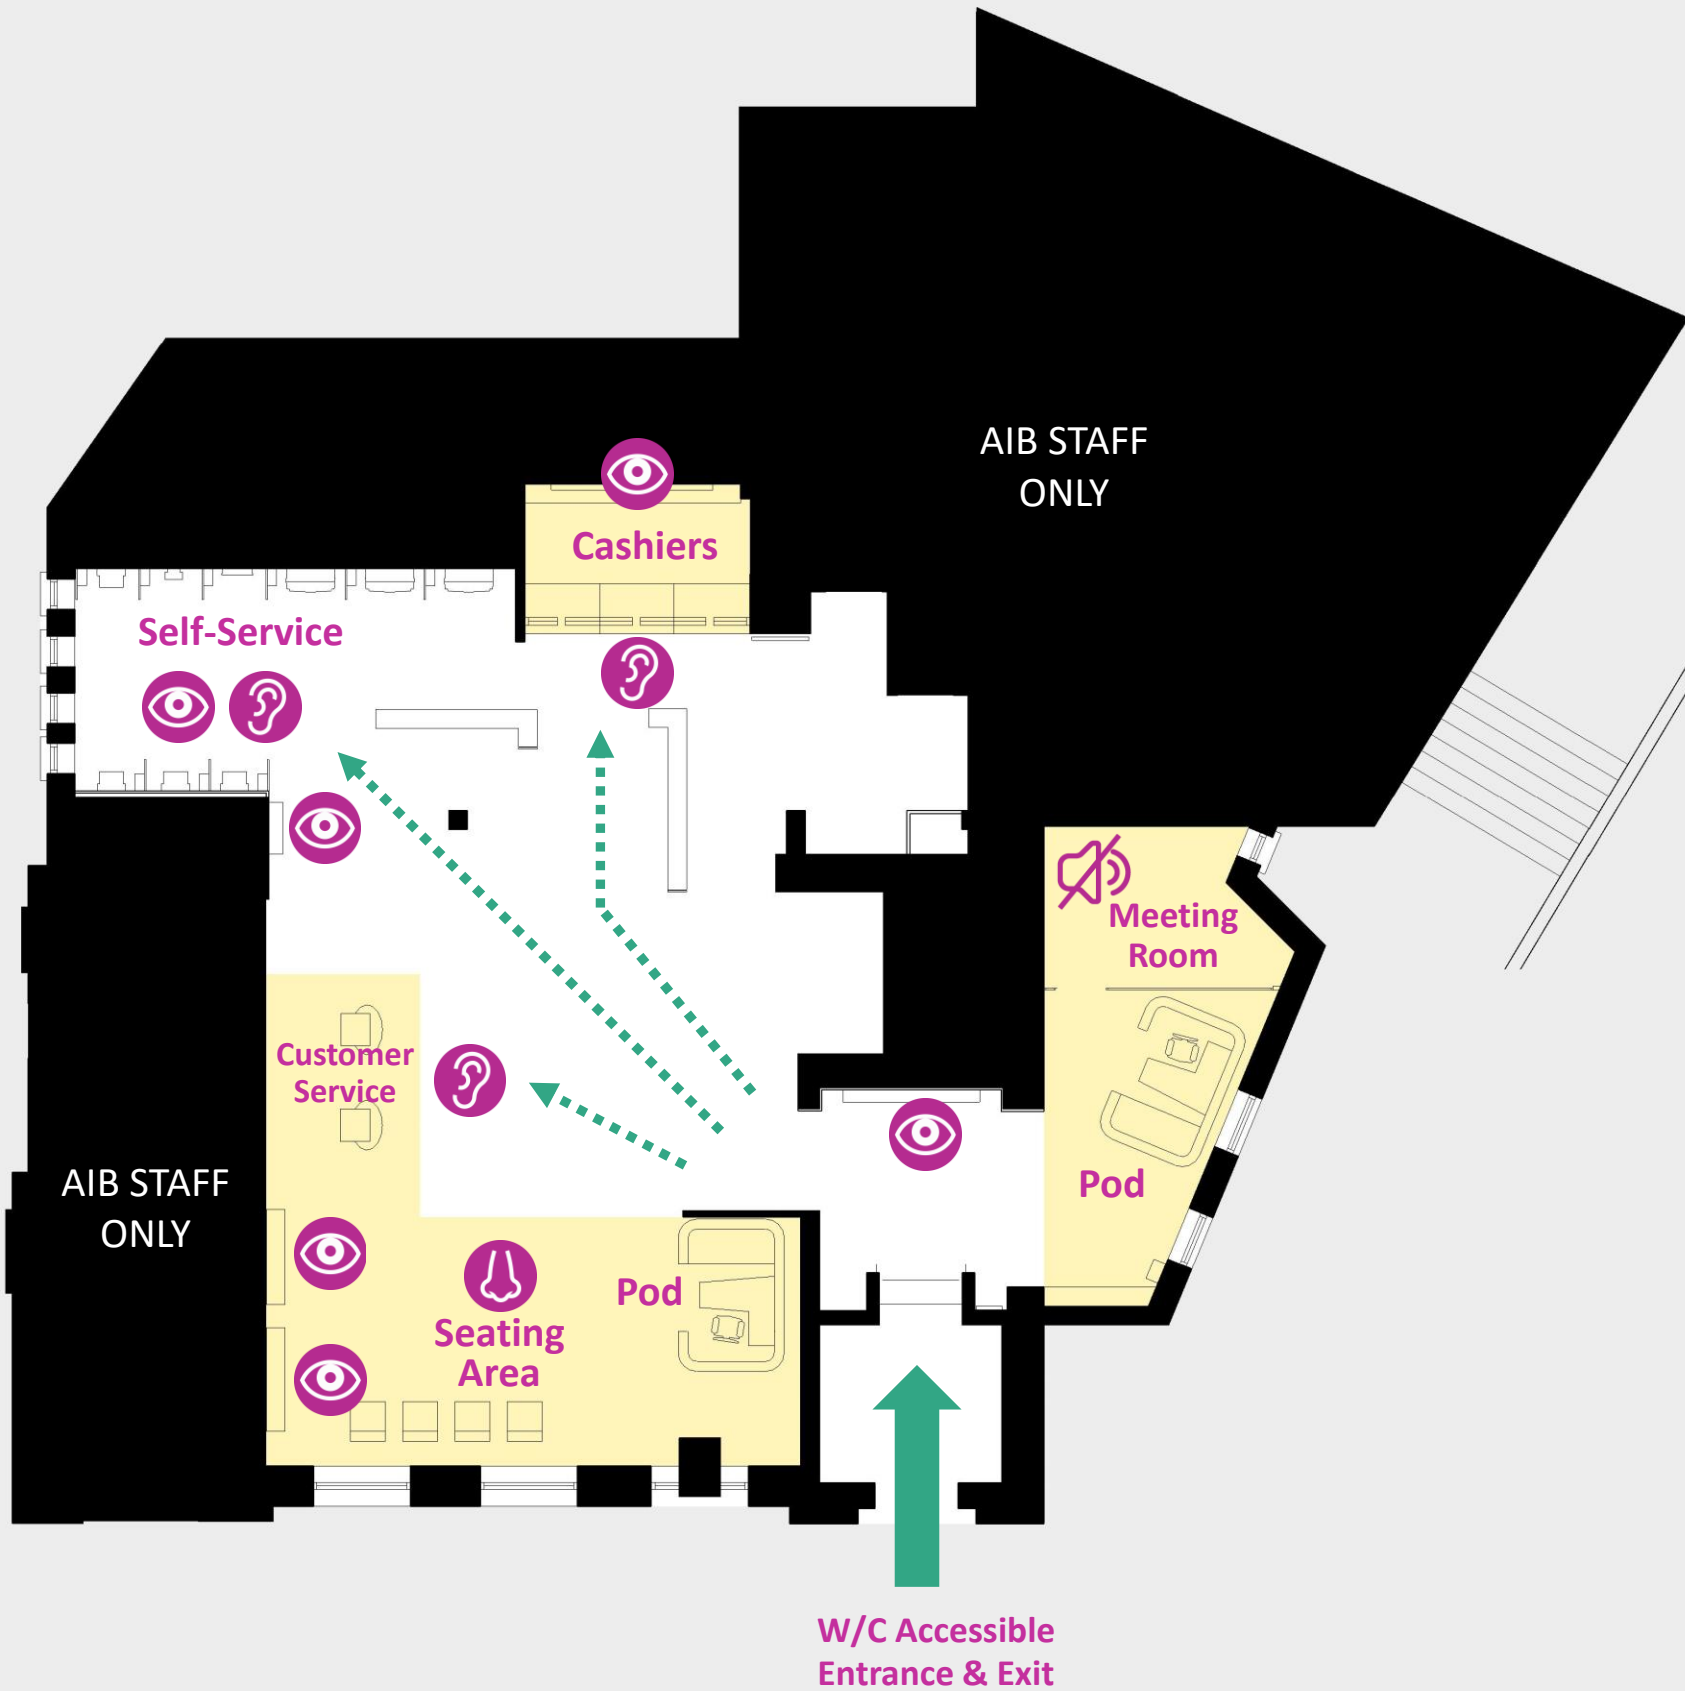 AIB STAFF
ONLY
Cashiers
Self-Service
Meeting
Room
Customer
Service
Pod
AIB STAFF
ONLY
Pod
Seating
Area
W/C Accessible
Entrance & Exit